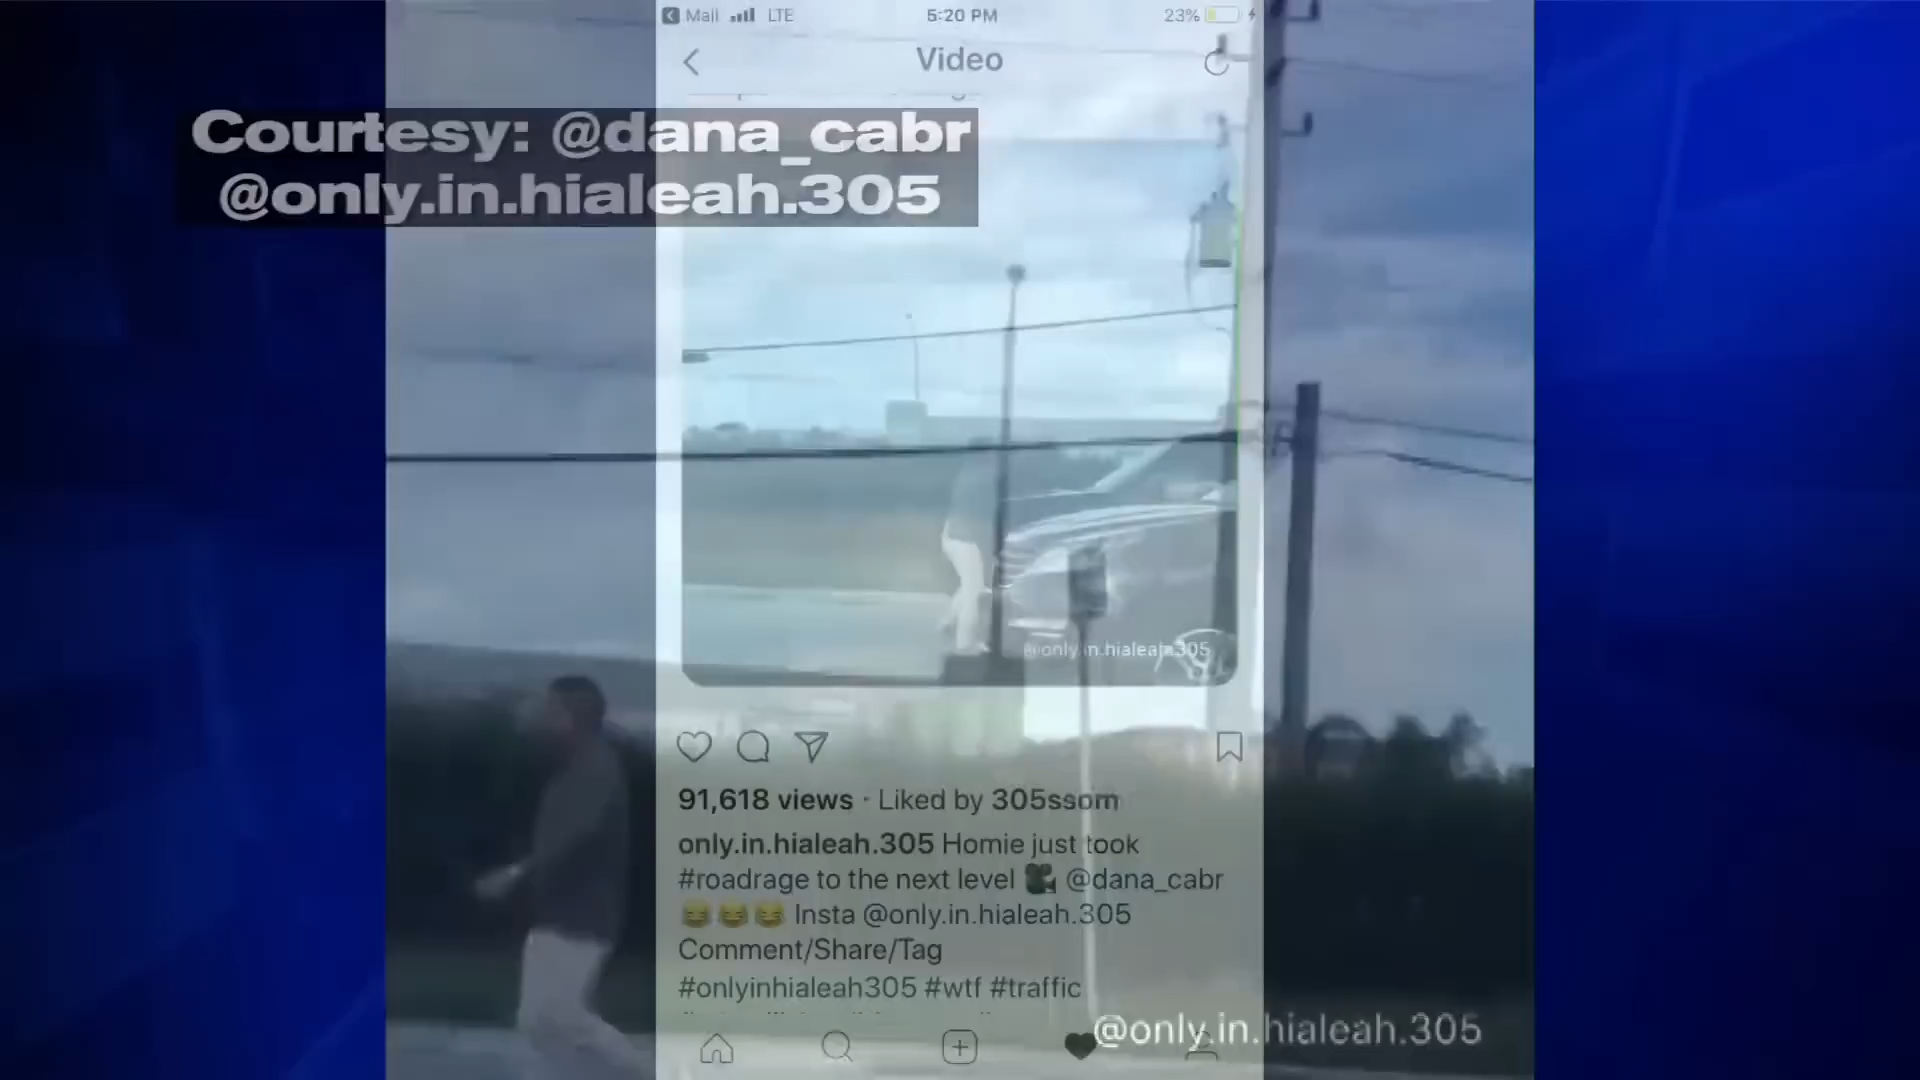 Mail LTE 5:20 PM 23%
Video
Courtesy: @dana_cabr
@only.in.hialeah.305
@only.in.hialeah.305
91,618 views · Liked by 305ssom
only.in.hialeah.305 Homie just took
#roadrage to the next level 🎥 @dana_cabr
😆😆😆 Insta @only.in.hialeah.305
Comment/Share/Tag
#onlyinhialeah305 #wtf #traffic
@only.in.hialeah.305